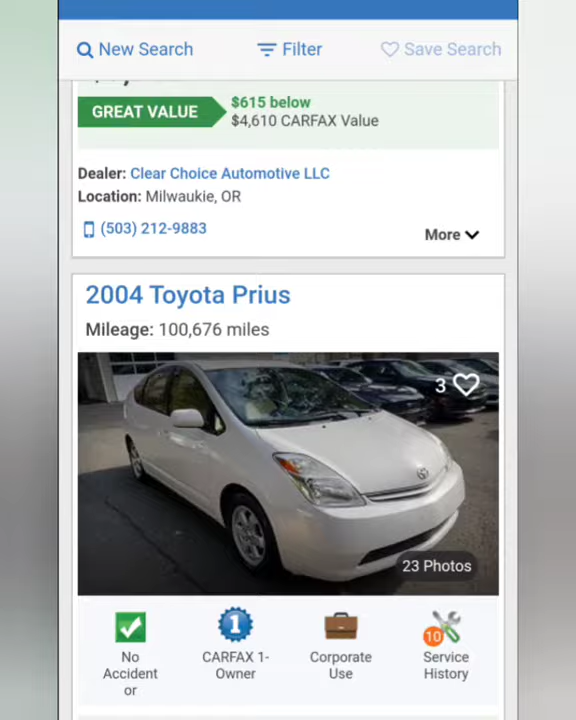 New Search
Filter
Save Search
GREAT VALUE
$615 below
$4,610 CARFAX Value
Dealer: Clear Choice Automotive LLC
Location: Milwaukie, OR
(503) 212-9883
More
2004 Toyota Prius
Mileage: 100,676 miles
3
23 Photos
1
10
No
Accident
or
CARFAX 1-
Owner
Corporate
Use
Service
History